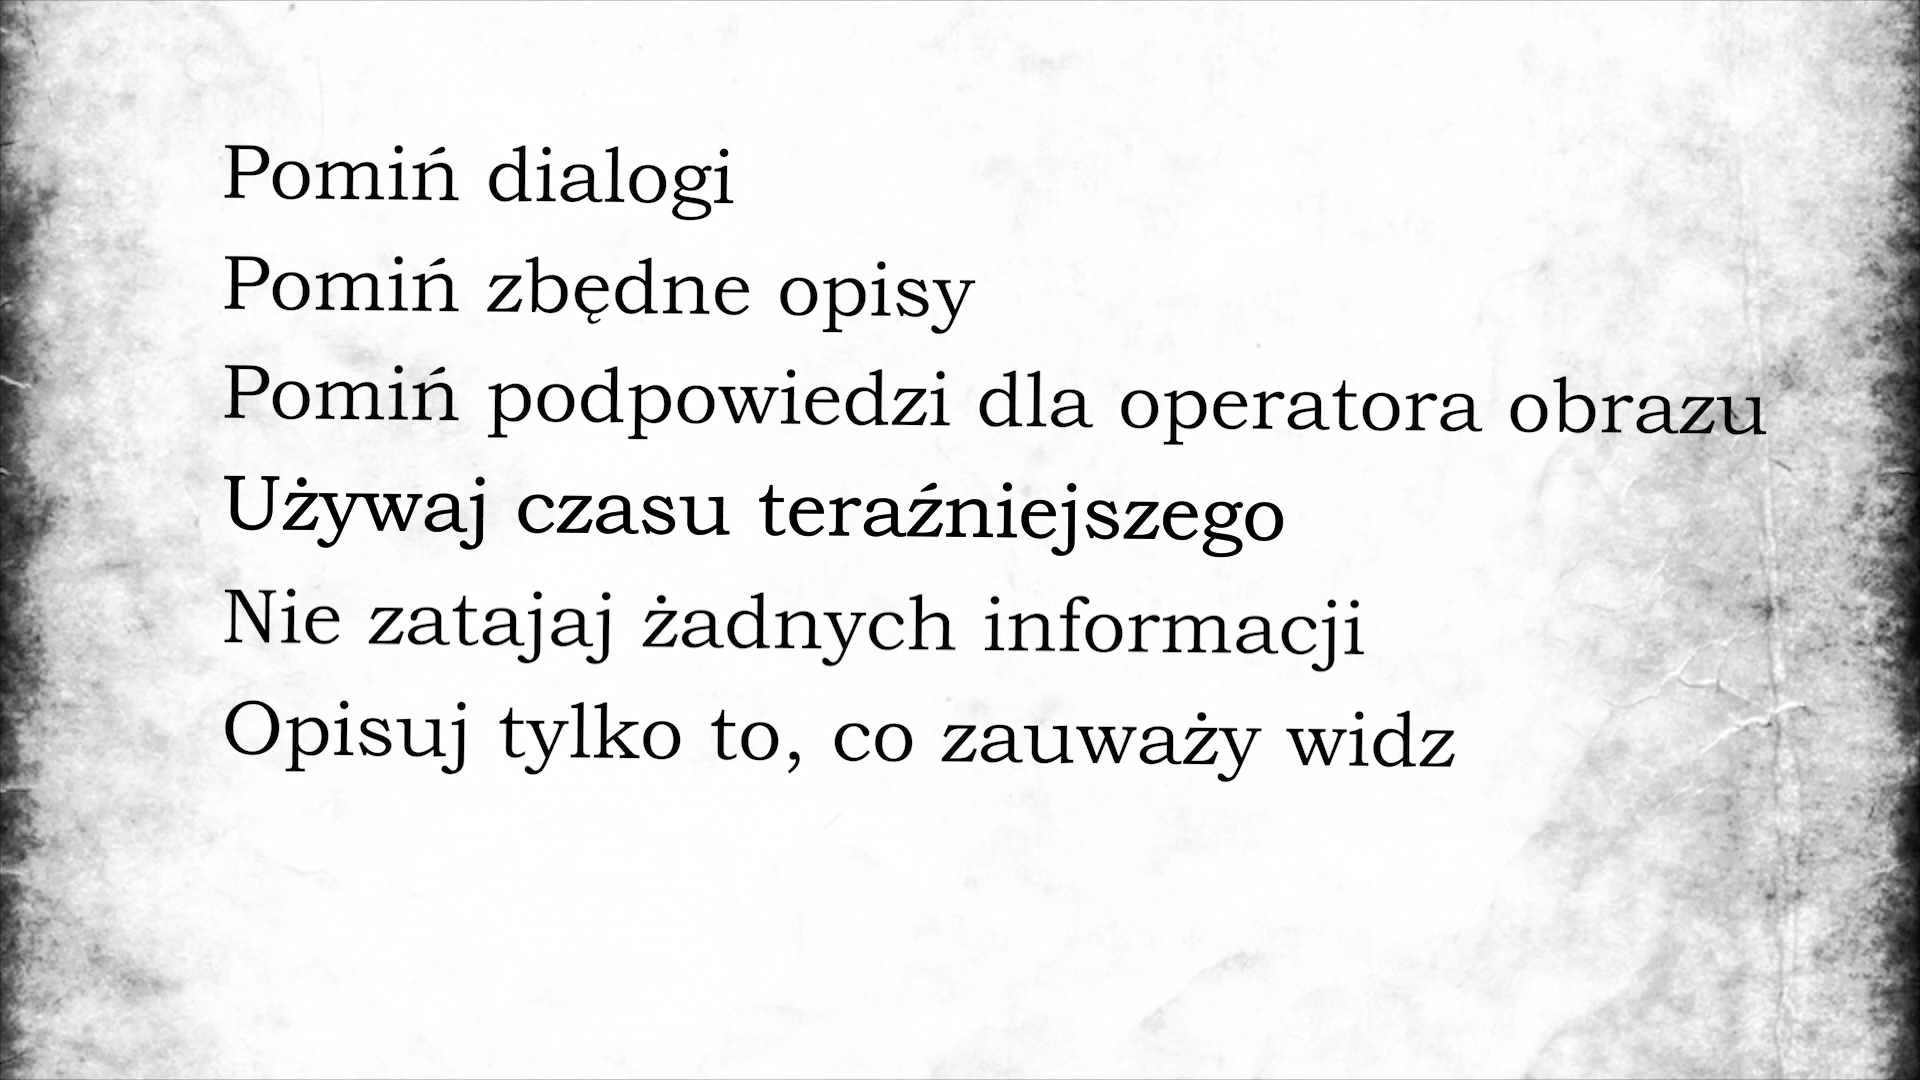 Pomiń dialogi
Pomiń zbędne opisy
Pomiń podpowiedzi dla operatora obrazu
Używaj czasu teraźniejszego
Nie zatajaj żadnych informacji
Opisuj tylko to, co zauważy widz